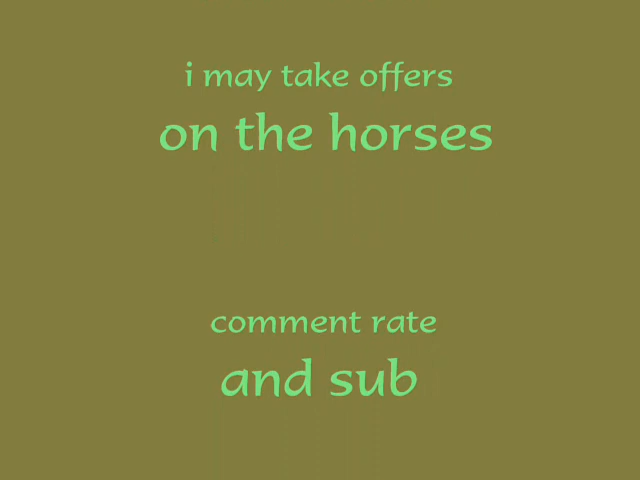 i may take offers
on the horses
comment rate
and sub